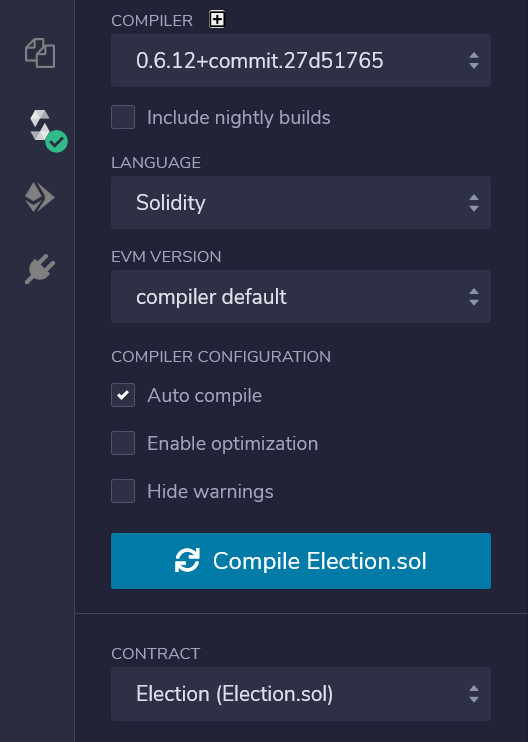 COMPILER
0.6.12+commit.27d51765
Include nightly builds
LANGUAGE
Solidity
EVM VERSION
compiler default
COMPILER CONFIGURATION
Auto compile
Enable optimization
Hide warnings
Compile Election.sol
CONTRACT
Election (Election.sol)